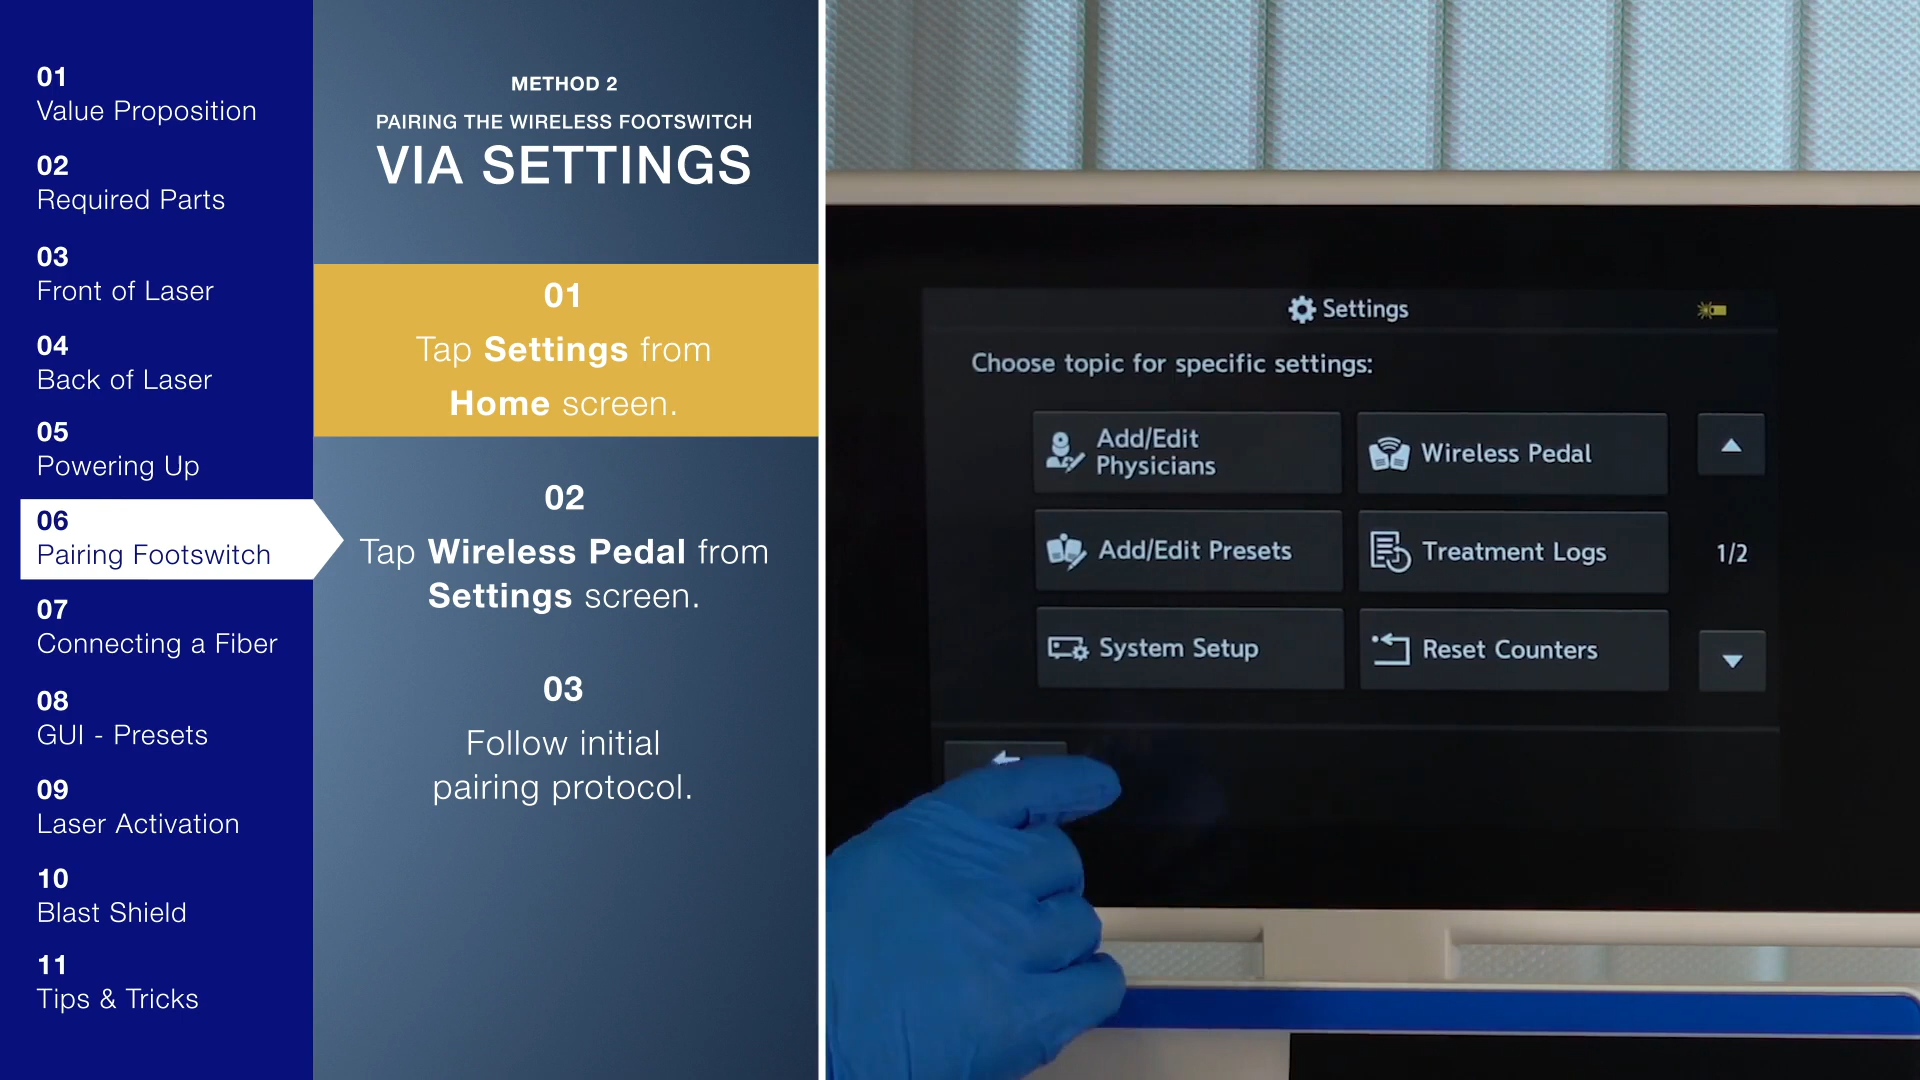 01
Value Proposition
02
Required Parts
03
Front of Laser
04
Back of Laser
05
Powering Up
06
Pairing Footswitch
07
Connecting a Fiber
08
GUI - Presets
09
Laser Activation
10
Blast Shield
11
Tips & Tricks
METHOD 2
PAIRING THE WIRELESS FOOTSWITCH
VIA SETTINGS
01
Tap Settings from
Home screen.
02
Tap Wireless Pedal from
Settings screen.
03
Follow initial
pairing protocol.
Settings
Choose topic for specific settings:
Add/Edit
Physicians
Wireless Pedal
Add/Edit Presets
Treatment Logs
1/2
System Setup
Reset Counters